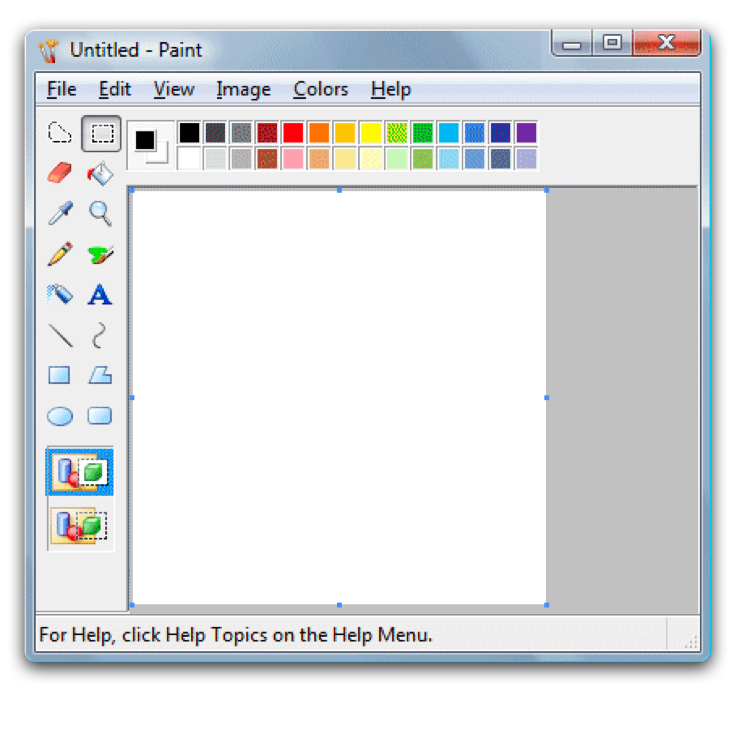 Untitled - Paint
File Edit View Image Colors Help
A
For Help, click Help Topics on the Help Menu.